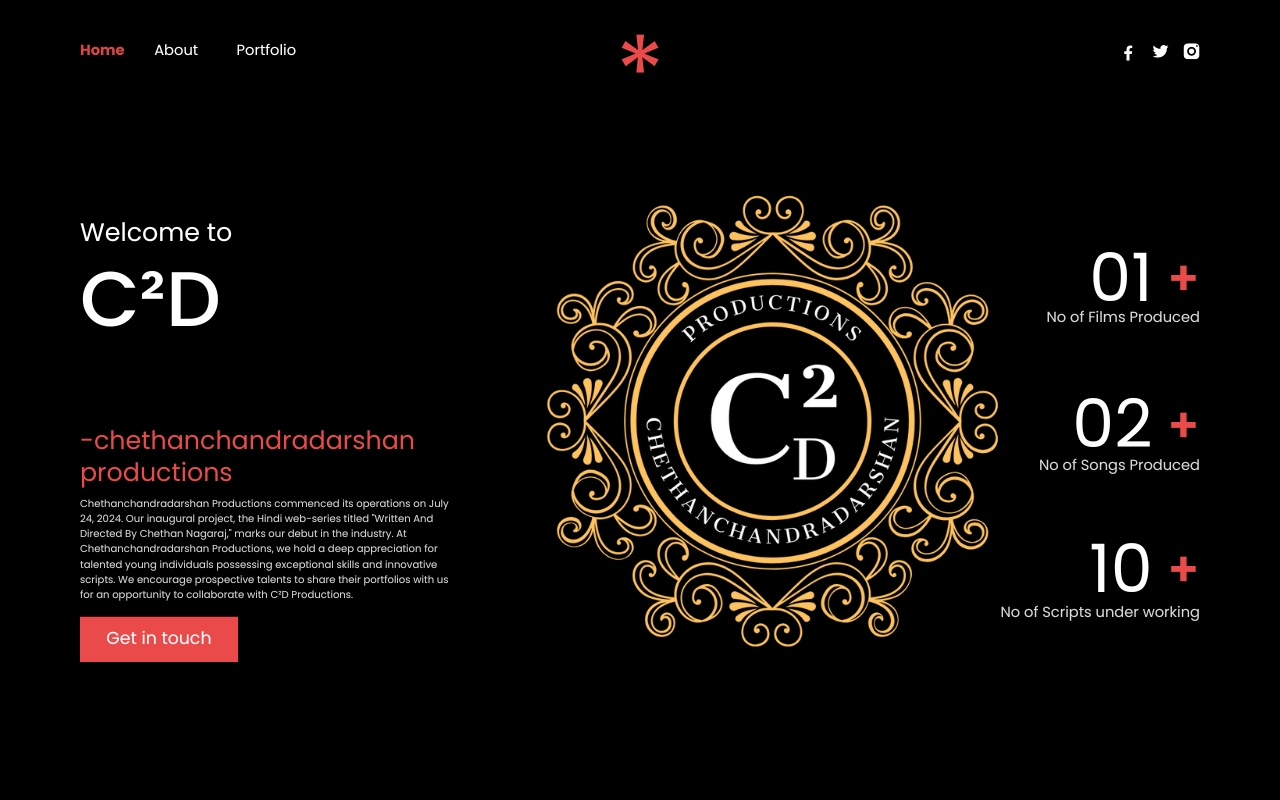 Home About Portfolio
Welcome to
C²D
-chethanchandradarshan
productions
Chethanchandradarshan Productions commenced its operations on July
24, 2024. Our inaugural project, the Hindi web-series titled "Written And
Directed By Chethan Nagaraj," marks our debut in the industry. At
Chethanchandradarshan Productions, we hold a deep appreciation for
talented young individuals possessing exceptional skills and innovative
scripts. We encourage prospective talents to share their portfolios with us
for an opportunity to collaborate with C²D Productions.
Get in touch
PRODUCTIONS
C²D
CHETHANCHANDRADARSHAN
01 +
No of Films Produced
02 +
No of Songs Produced
10 +
No of Scripts under working